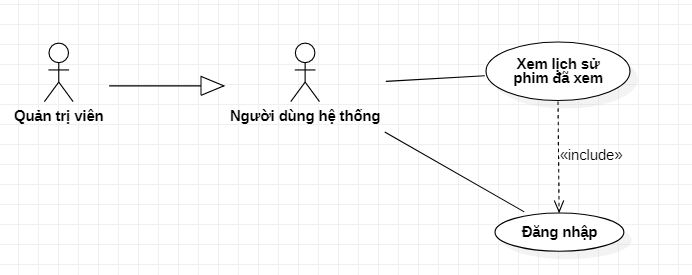 Xem lịch sử
phim đã xem
Quản trị viên
Người dùng hệ thống
«include»
Đăng nhập